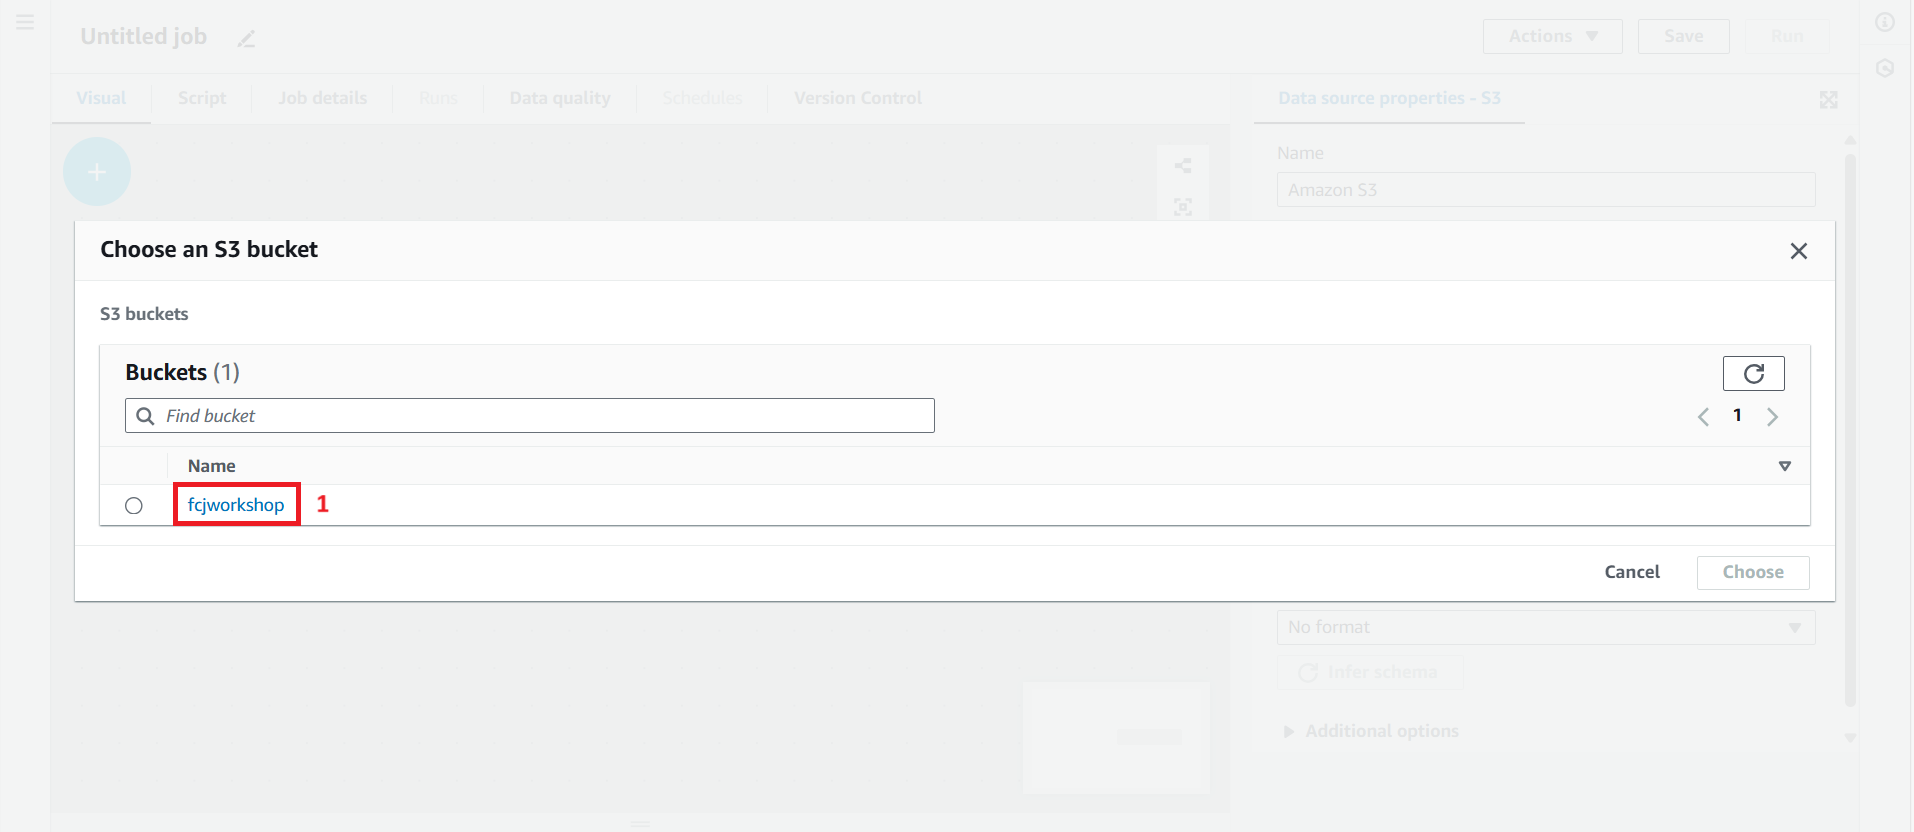 Untitled job
Actions Save Run
Visual Script Job details Runs Data quality Schedules Version Control
Data source properties - S3
Name
Amazon S3
Choose an S3 bucket
S3 buckets
Buckets (1)
Find bucket
1
Name
fcjworkshop 1
Cancel Choose
No format
Infer schema
Additional options